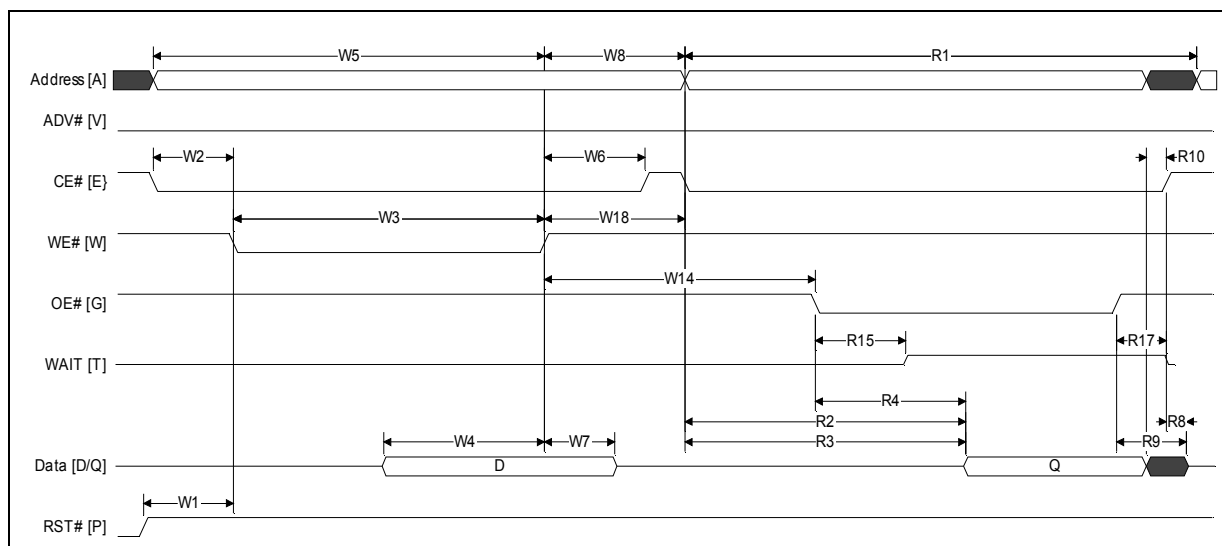 W5 W8 R1
Address [A]
ADV# [V]
W2 W6 R10
CE# [E}
W3 W18
WE# [W]
W14
OE# [G]
R15 R17
WAIT [T]
R4
R2 R8
R3
W4 W7 R9
Data [D/Q] D Q
W1
RST# [P]